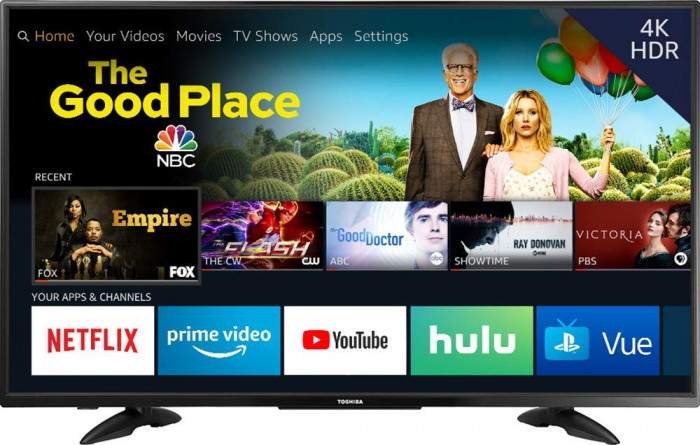 Home Your Videos Movies TV Shows Apps Settings
4K
HDR
The
Good Place
NBC
RECENT
Empire
FOX
FOX
THE FLASH
THE CW
CW
the Good Doctor
ABC
abc
RAY DONOVAN
SHOWTIME
VICTORIA
PBS
YOUR APPS & CHANNELS
NETFLIX
prime video
YouTube
hulu
Vue
TOSHIBA